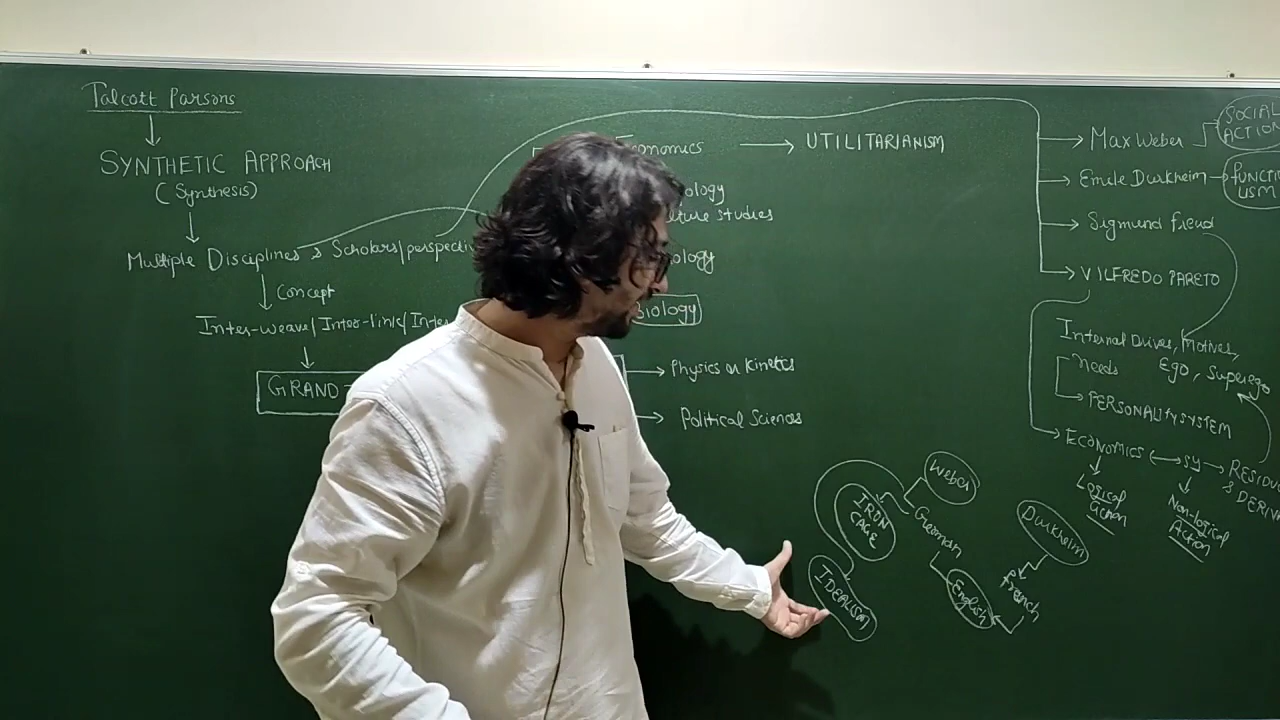 Talcott Parsons
SYNTHETIC APPROACH
(Synthesis)
Multiple Disciplines & Scholars/perspectiv
Concept
Inter-weave/Inter-link/Inte
GRAND
Economics
UTILITARIANISM
ology
lture studies
ology
Biology
Physics or Kinetics
Political Sciences
Max Weber
SOCIAL
ACTION
Emile Durkheim
FUNCTI
LISM
Sigmund Freud
VILFREDO PARETO
Internal Drives, Motives,
needs
Ego, Superego
PERSONALITY SYSTEM
ECONOMICS
sy
RESIDU
& DERIVA
Logical
Action
Non-logical
Action
Weber
IRON
CAGE
German
IDEALISM
English
Durkheim
French